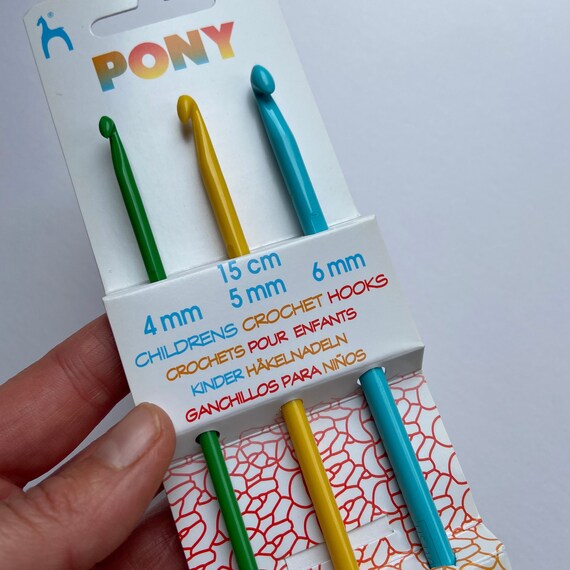 PONY
15 cm
4 mm 5 mm 6 mm
CHILDRENS CROCHET HOOKS
CROCHETS POUR ENFANTS
KINDER HÄKELNADELN
GANCHILLOS PARA NIÑOS